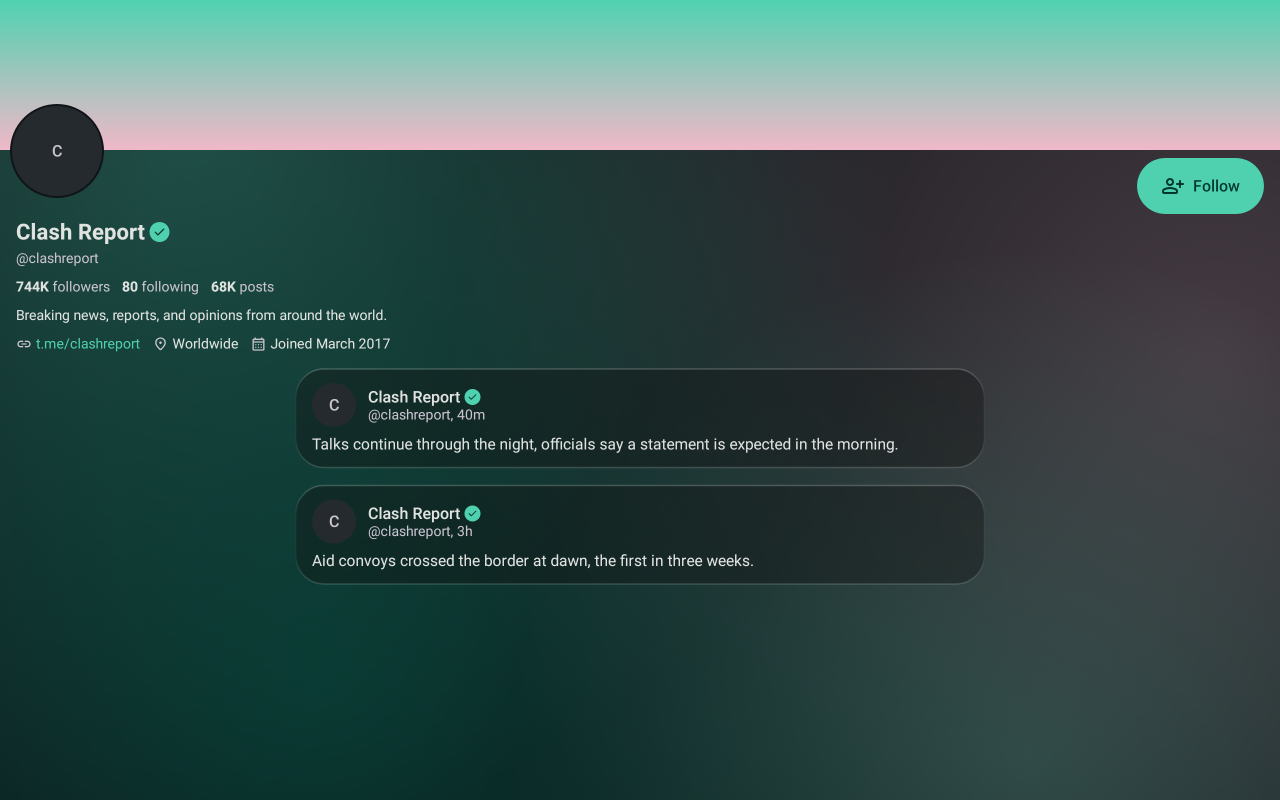 C
Follow
Clash Report
@clashreport
744K followers 80 following 68K posts
Breaking news, reports, and opinions from around the world.
t.me/clashreport Worldwide Joined March 2017
C
Clash Report
@clashreport, 40m
Talks continue through the night, officials say a statement is expected in the morning.
C
Clash Report
@clashreport, 3h
Aid convoys crossed the border at dawn, the first in three weeks.